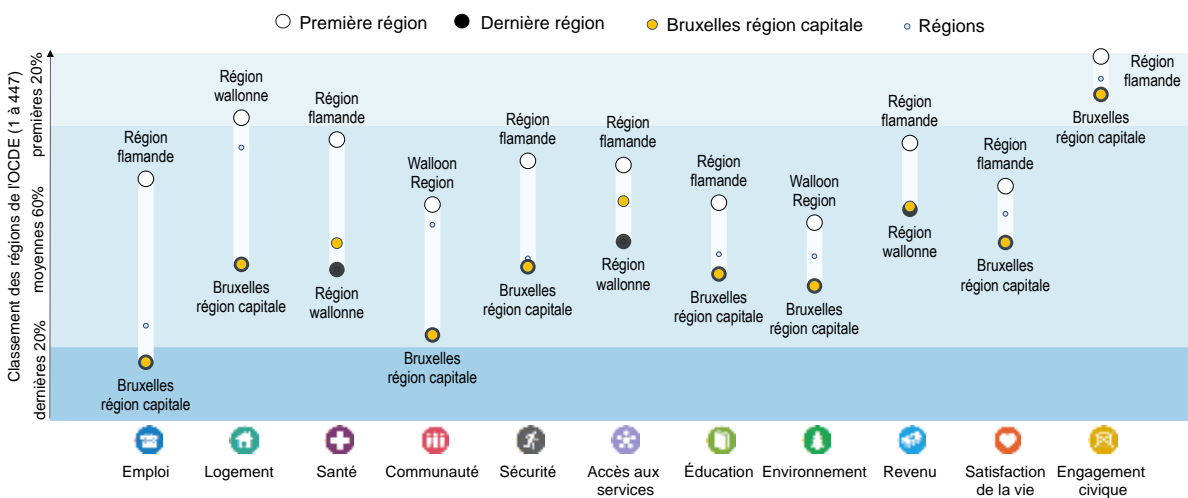 Première région
Dernière région
Bruxelles région capitale
Régions
Classement des régions de l'OCDE (1 à 447)
dernières 20% moyennes 60% premières 20%
Région
flamande
Bruxelles
région capitale
Région
wallonne
Bruxelles
région capitale
Région
flamande
Région
wallonne
Walloon
Region
Bruxelles
région capitale
Région
flamande
Bruxelles
région capitale
Région
flamande
Région
wallonne
Région
flamande
Bruxelles
région capitale
Walloon
Region
Bruxelles
région capitale
Région
flamande
Région
wallonne
Région
flamande
Bruxelles
région capitale
Région
flamande
Bruxelles
région capitale
Emploi
Logement
Santé
Communauté
Sécurité
Accès aux
services
Éducation
Environnement
Revenu
Satisfaction
de la vie
Engagement
civique